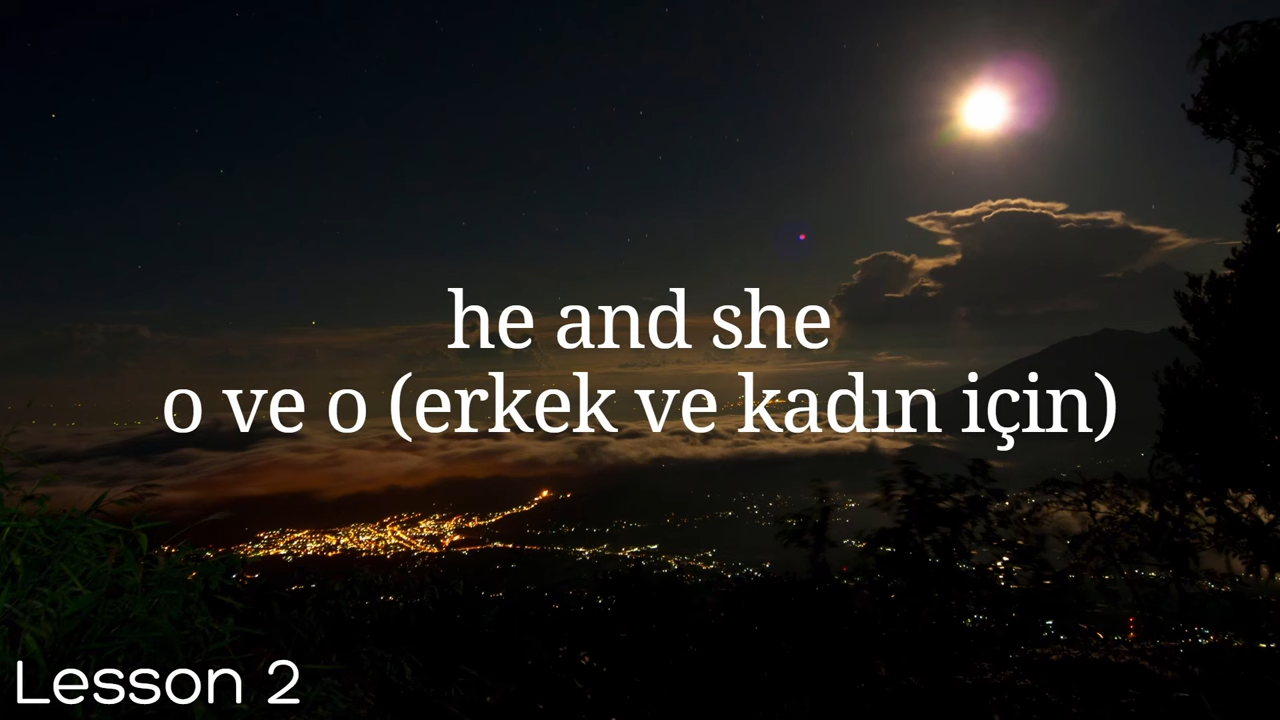 he and she
o ve o (erkek ve kadın için)
Lesson 2